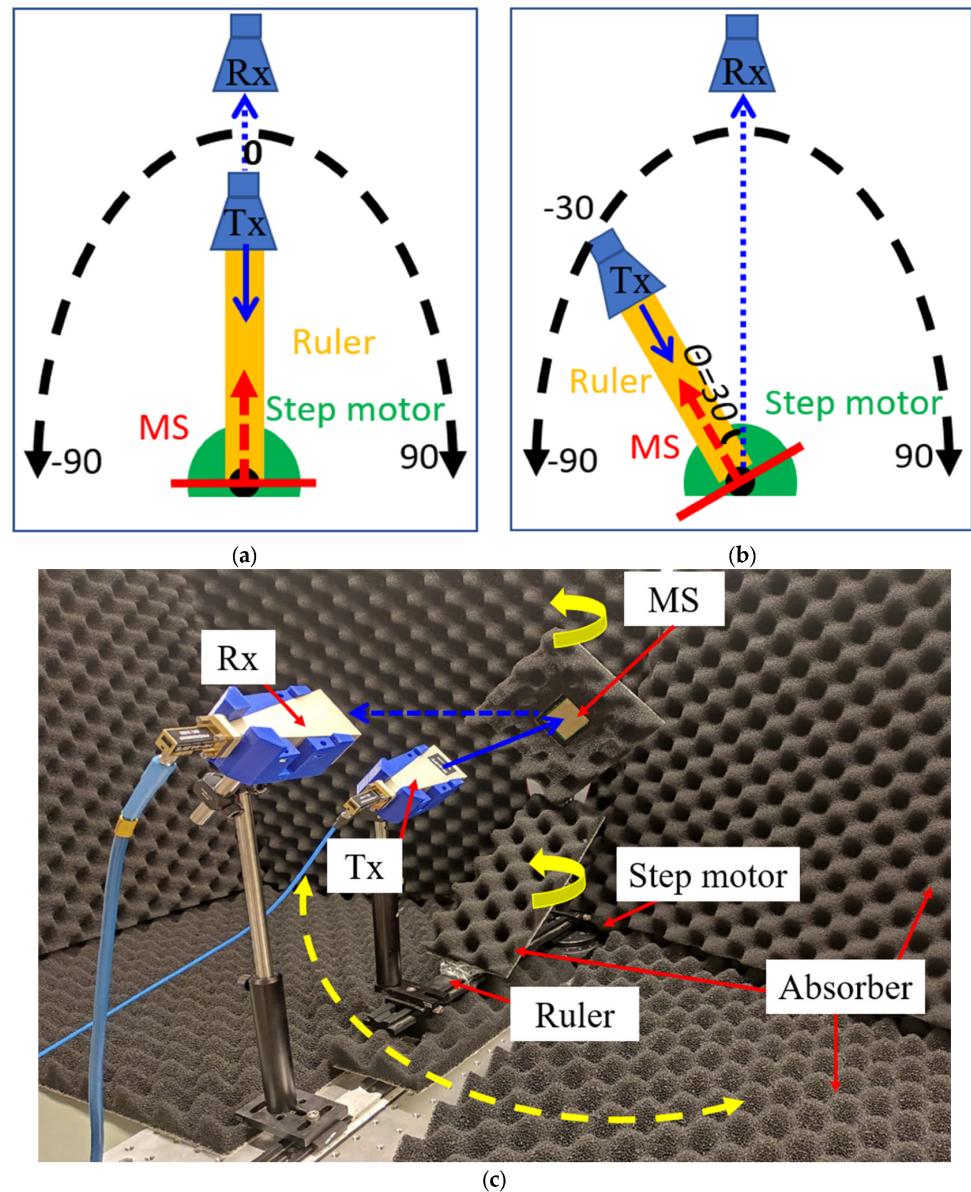 Rx
0
Tx
Ruler
Step motor
MS
-90
90
(a)
Rx
-30
Tx
Θ=30
Ruler
Step motor
MS
-90
90
(b)
MS
Rx
Tx
Step motor
Absorber
Ruler
(c)